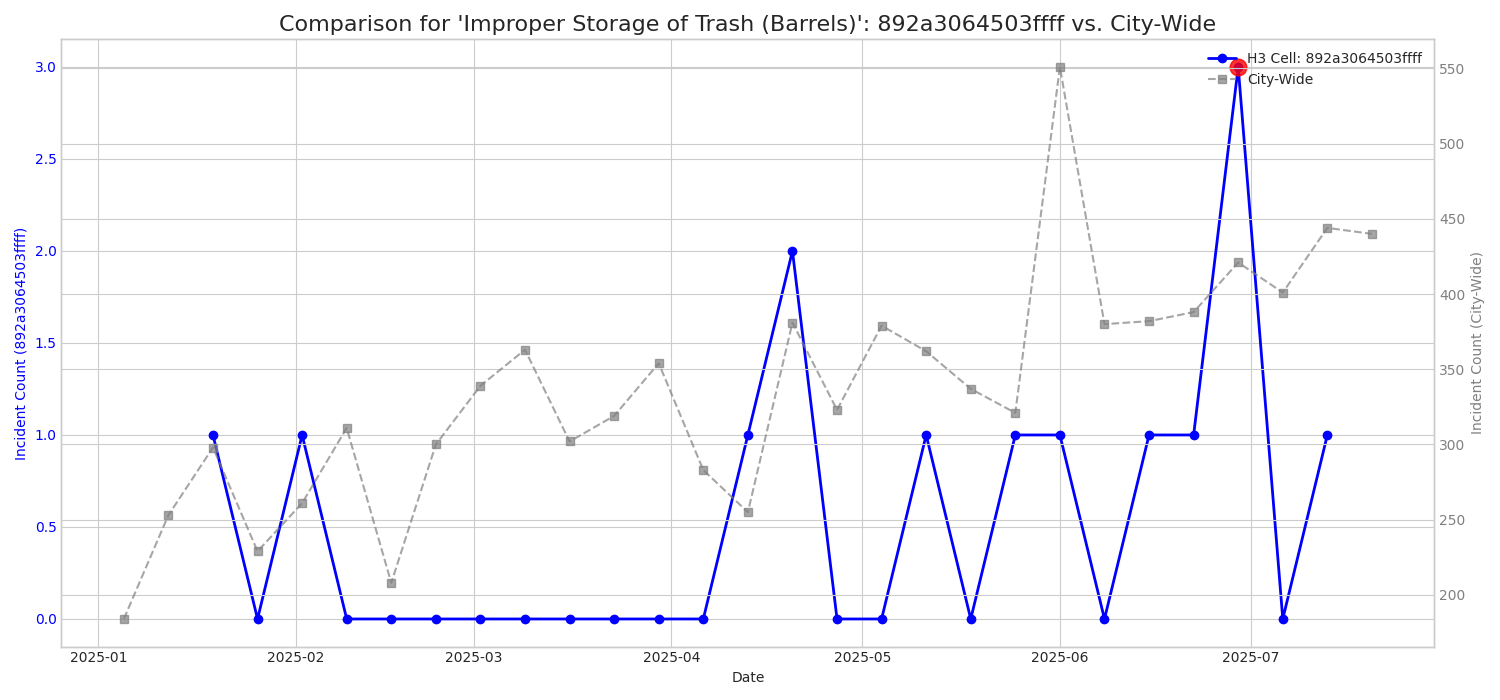 Comparison for 'Improper Storage of Trash (Barrels)': 892a3064503ffff vs. City-Wide
H3 Cell: 892a3064503ffff
City-Wide
Incident Count (892a3064503ffff)
3.0
2.5
2.0
1.5
1.0
0.5
0.0
550
500
450
400
350
300
250
200
Incident Count (City-Wide)
2025-01 2025-02 2025-03 2025-04 2025-05 2025-06 2025-07
Date